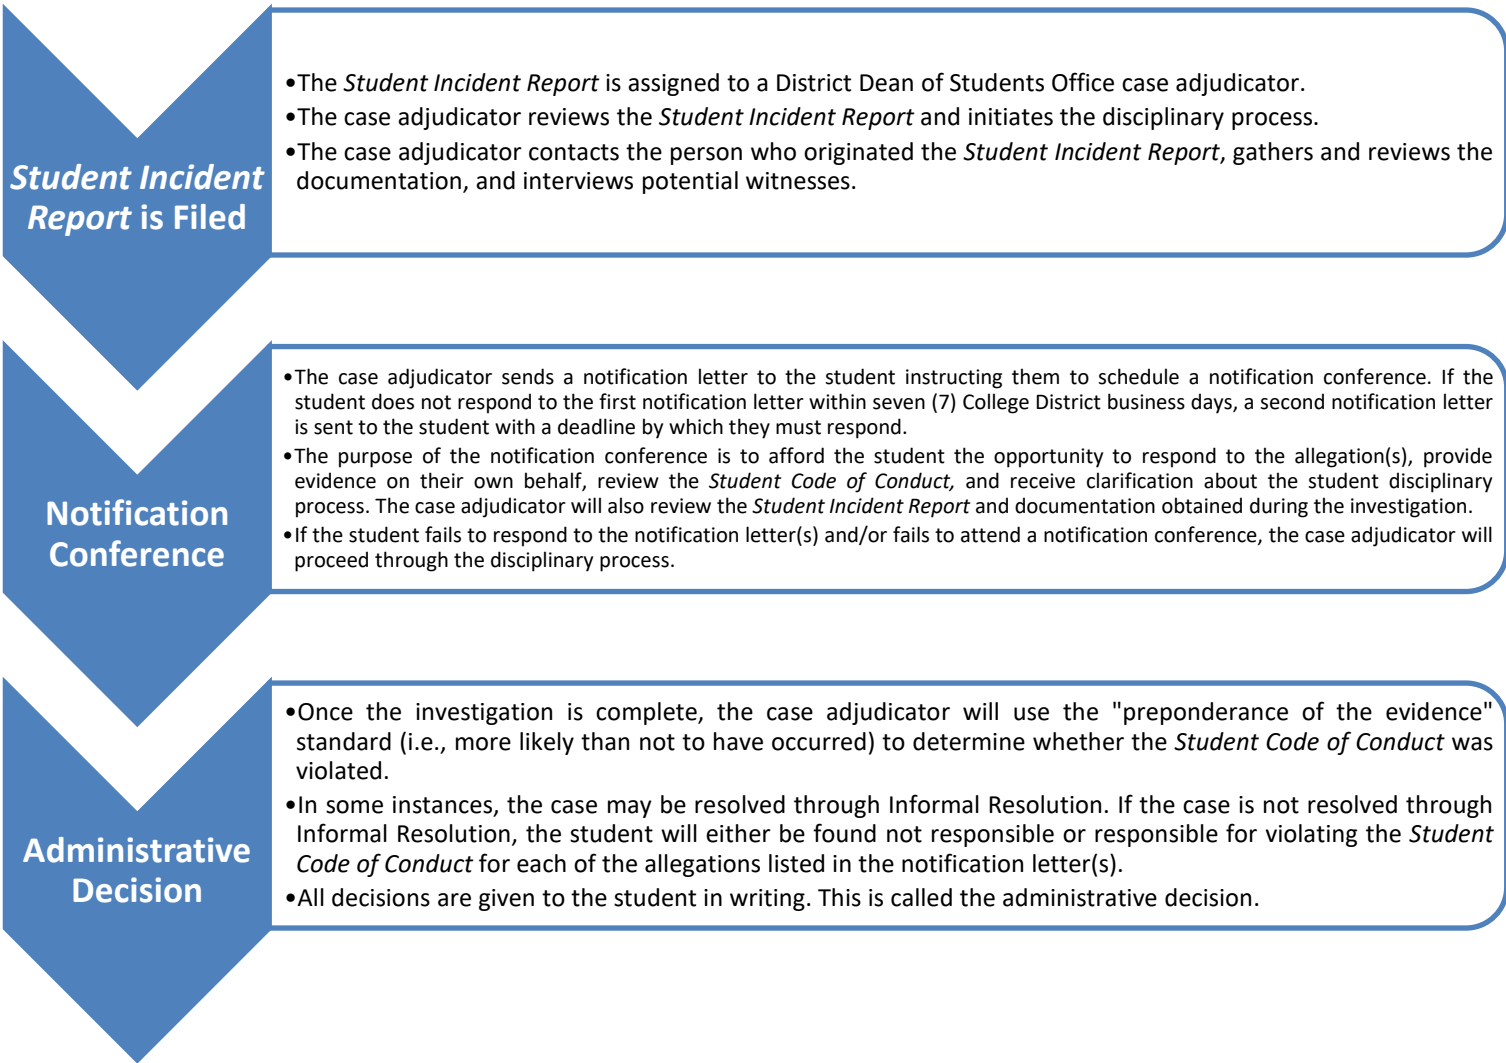 Student Incident
Report is Filed
•The Student Incident Report is assigned to a District Dean of Students Office case adjudicator.
•The case adjudicator reviews the Student Incident Report and initiates the disciplinary process.
•The case adjudicator contacts the person who originated the Student Incident Report, gathers and reviews the
documentation, and interviews potential witnesses.
Notification
Conference
•The case adjudicator sends a notification letter to the student instructing them to schedule a notification conference. If the
student does not respond to the first notification letter within seven (7) College District business days, a second notification letter
is sent to the student with a deadline by which they must respond.
•The purpose of the notification conference is to afford the student the opportunity to respond to the allegation(s), provide
evidence on their own behalf, review the Student Code of Conduct, and receive clarification about the student disciplinary
process. The case adjudicator will also review the Student Incident Report and documentation obtained during the investigation.
•If the student fails to respond to the notification letter(s) and/or fails to attend a notification conference, the case adjudicator will
proceed through the disciplinary process.
Administrative
Decision
•Once the investigation is complete, the case adjudicator will use the "preponderance of the evidence"
standard (i.e., more likely than not to have occurred) to determine whether the Student Code of Conduct was
violated.
•In some instances, the case may be resolved through Informal Resolution. If the case is not resolved through
Informal Resolution, the student will either be found not responsible or responsible for violating the Student
Code of Conduct for each of the allegations listed in the notification letter(s).
•All decisions are given to the student in writing. This is called the administrative decision.